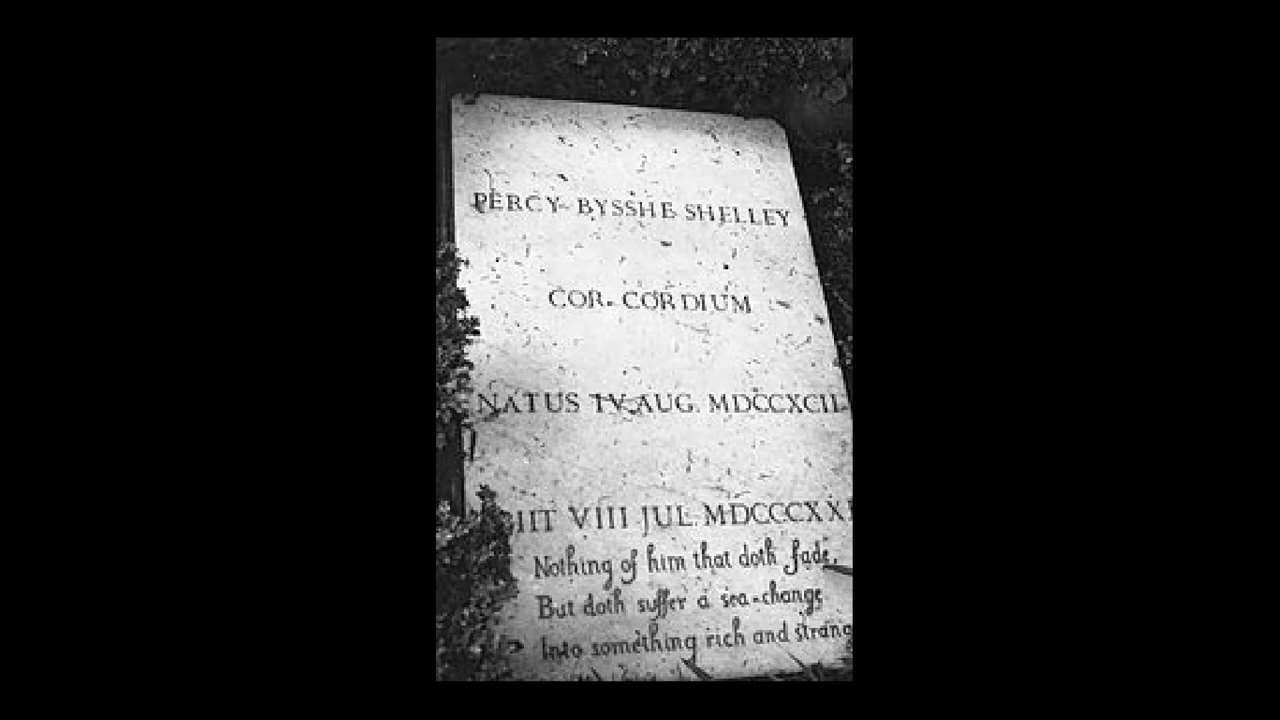 PERCY BYSSHE SHELLEY
COR. CORDIUM
NATUS IV. AUG. MDCCXCII
VIII JUL. MDCCCXXI
Nothing of him that doth fade,
But doth suffer a sea-change
Into something rich and